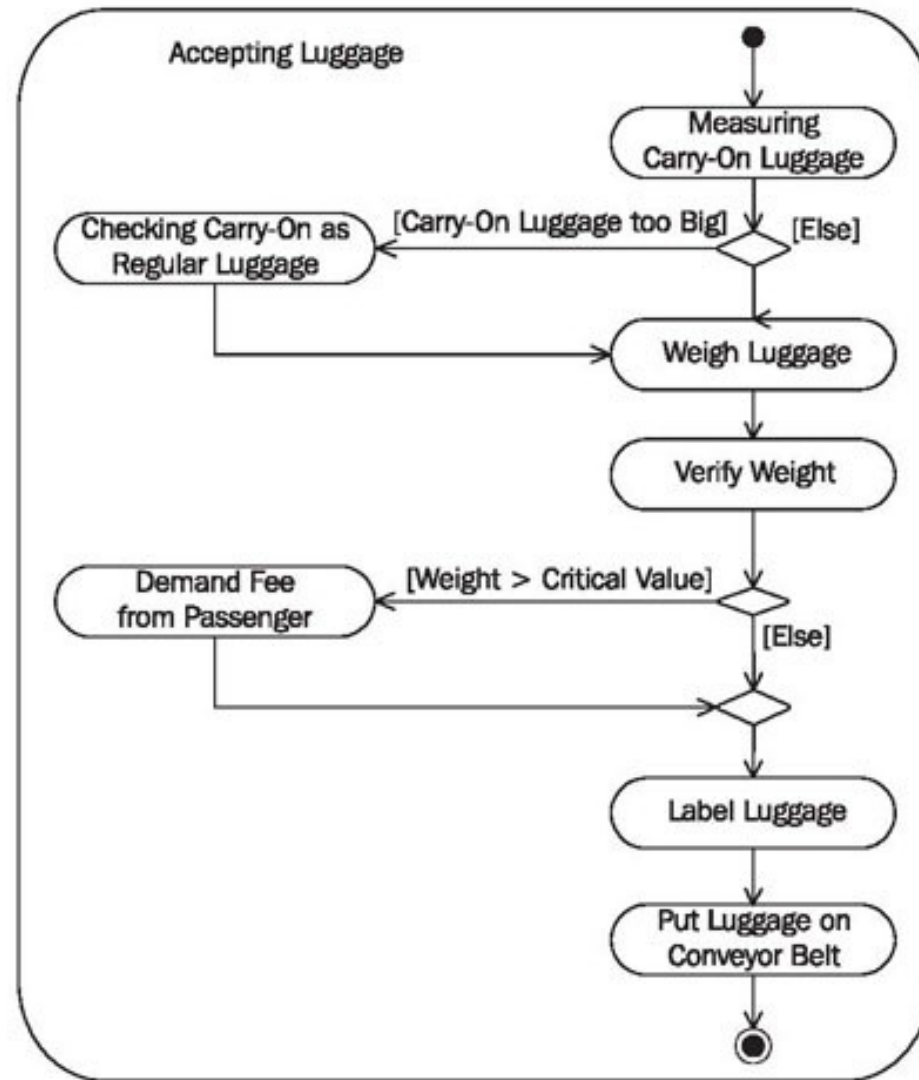 Accepting Luggage
Measuring
Carry-On Luggage
[Carry-On Luggage too Big]
[Else]
Checking Carry-On as
Regular Luggage
Weigh Luggage
Verify Weight
[Weight > Critical Value]
Demand Fee
from Passenger
[Else]
Label Luggage
Put Luggage on
Conveyor Belt